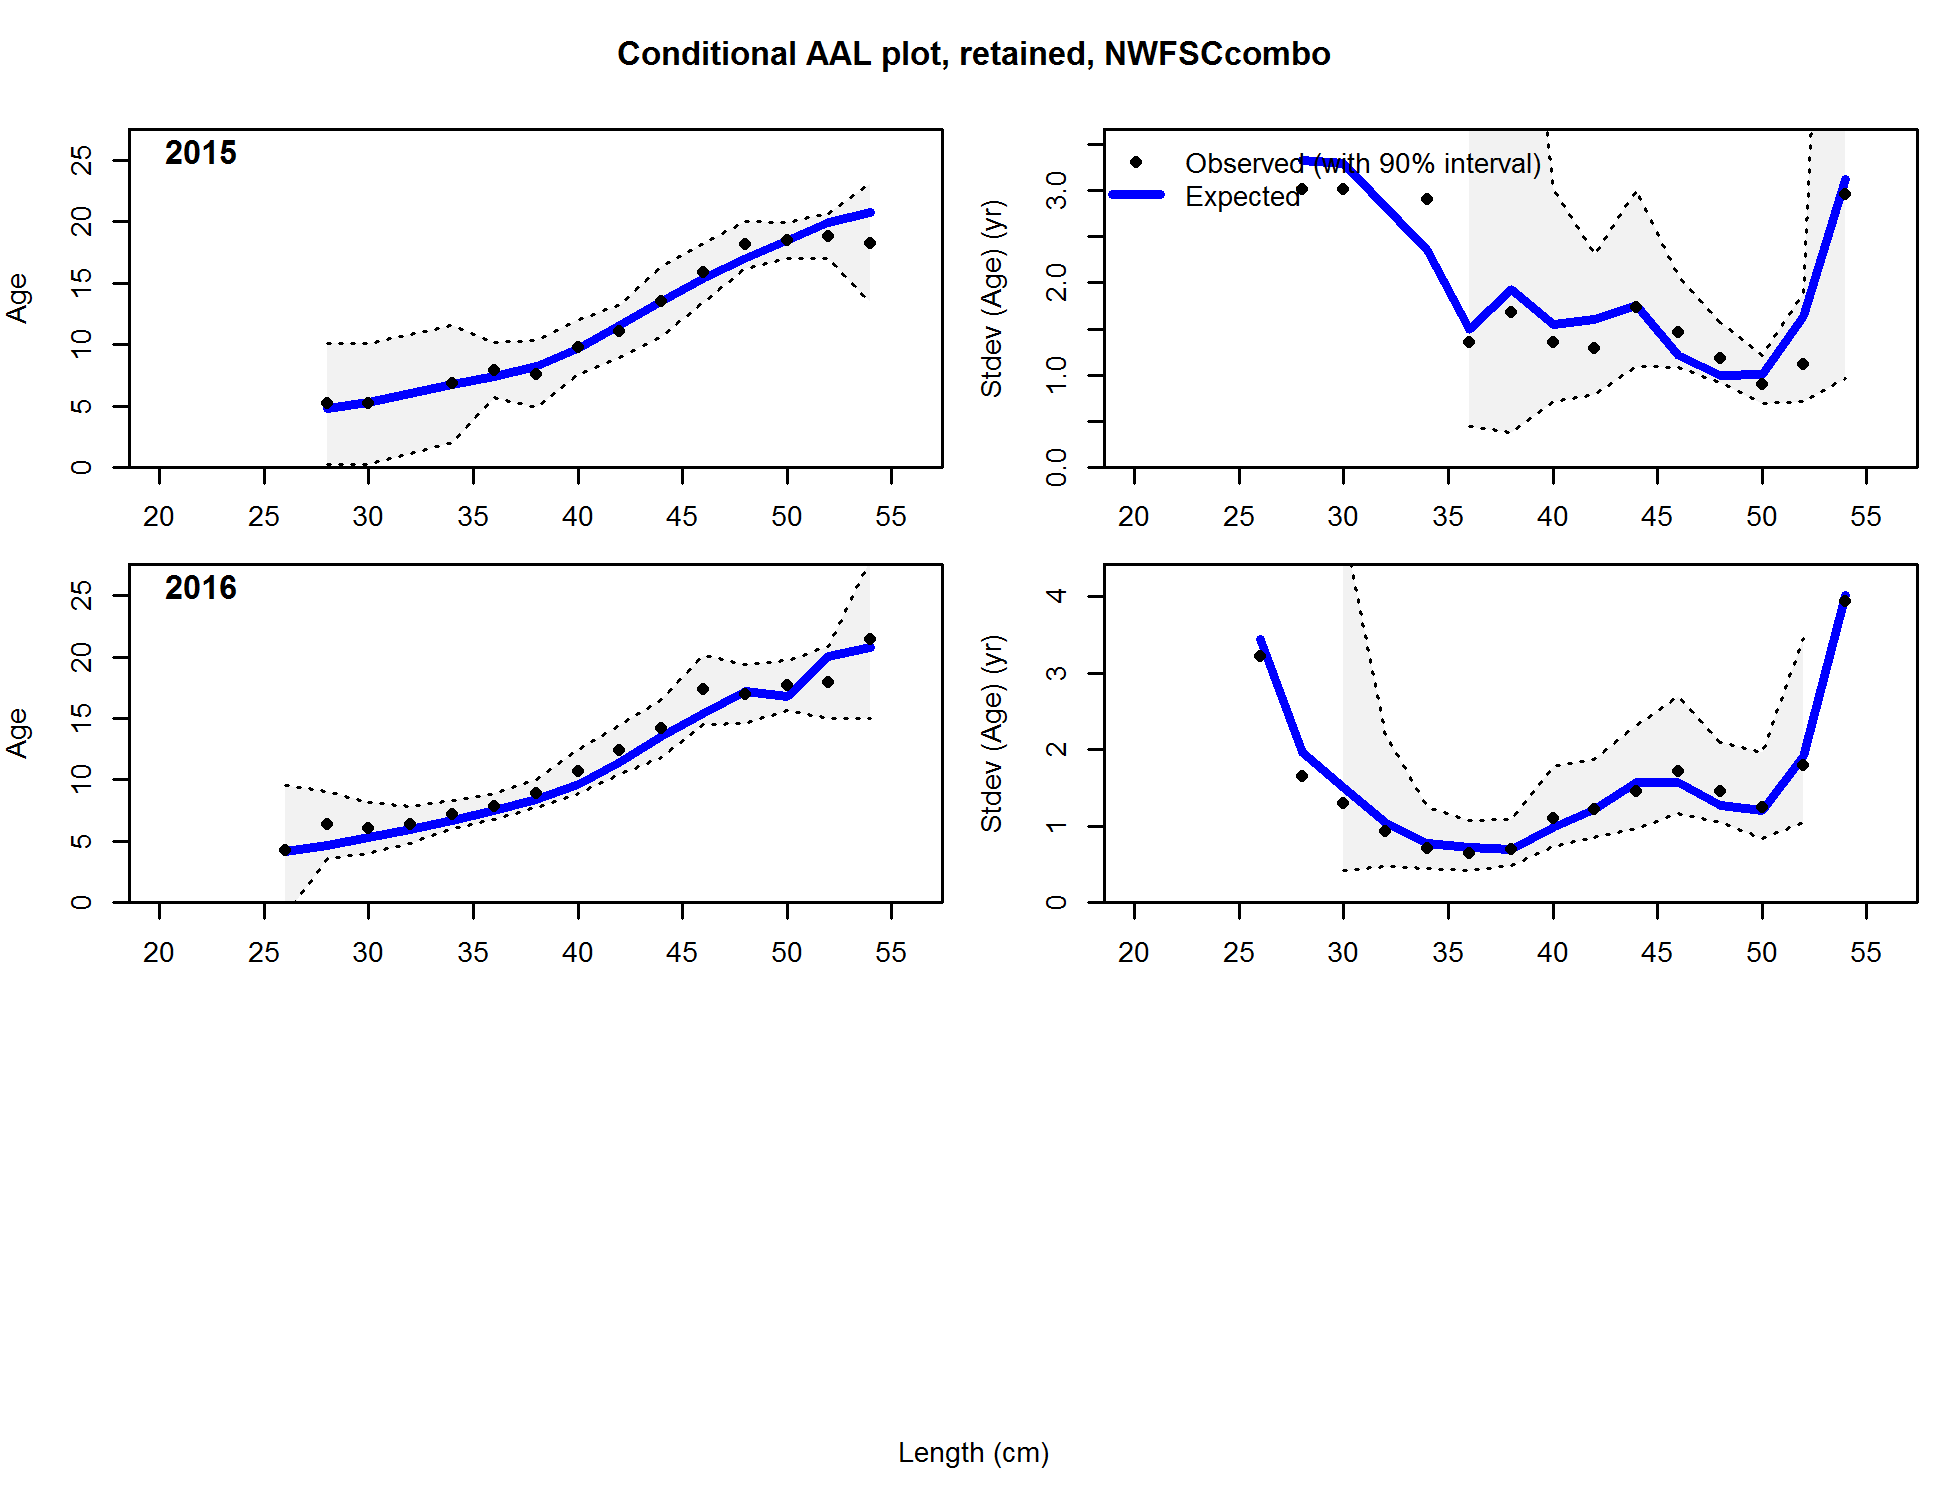 Conditional AAL plot, retained, NWFSCcombo
2015
Age
0 5 10 15 20 25
20 25 30 35 40 45 50 55
Observed (with 90% interval)
Expected
Stdev (Age) (yr)
0.0 1.0 2.0 3.0
20 25 30 35 40 45 50 55
2016
Age
0 5 10 15 20 25
20 25 30 35 40 45 50 55
Stdev (Age) (yr)
0 1 2 3 4
20 25 30 35 40 45 50 55
Length (cm)